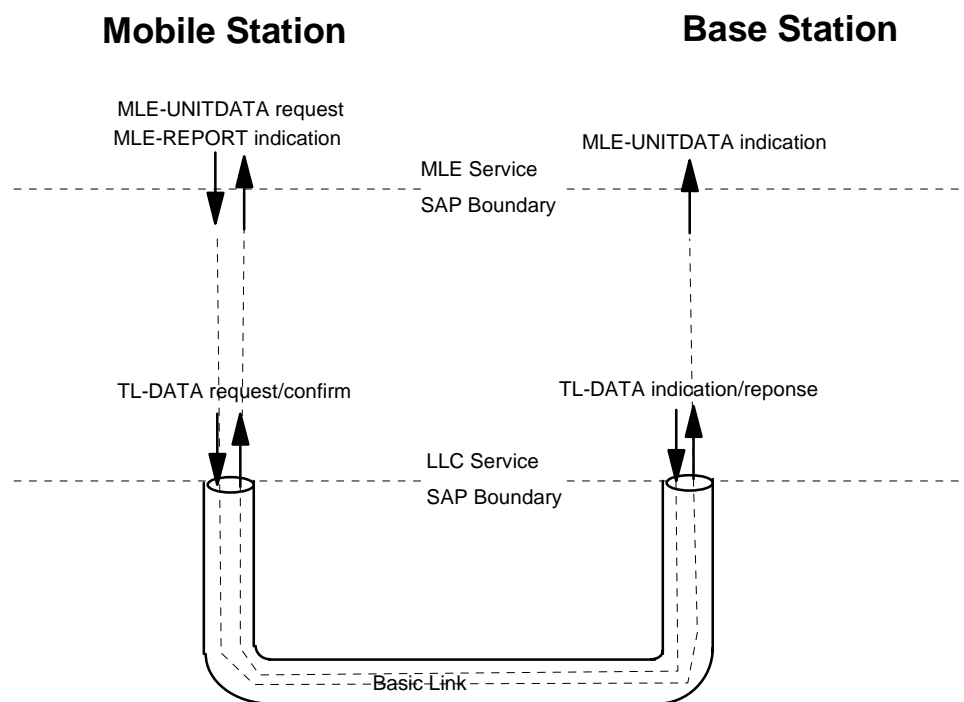 Mobile Station
Base Station
MLE-UNITDATA request
MLE-REPORT indication
MLE-UNITDATA indication
MLE Service
SAP Boundary
TL-DATA request/confirm
TL-DATA indication/reponse
LLC Service
SAP Boundary
Basic Link